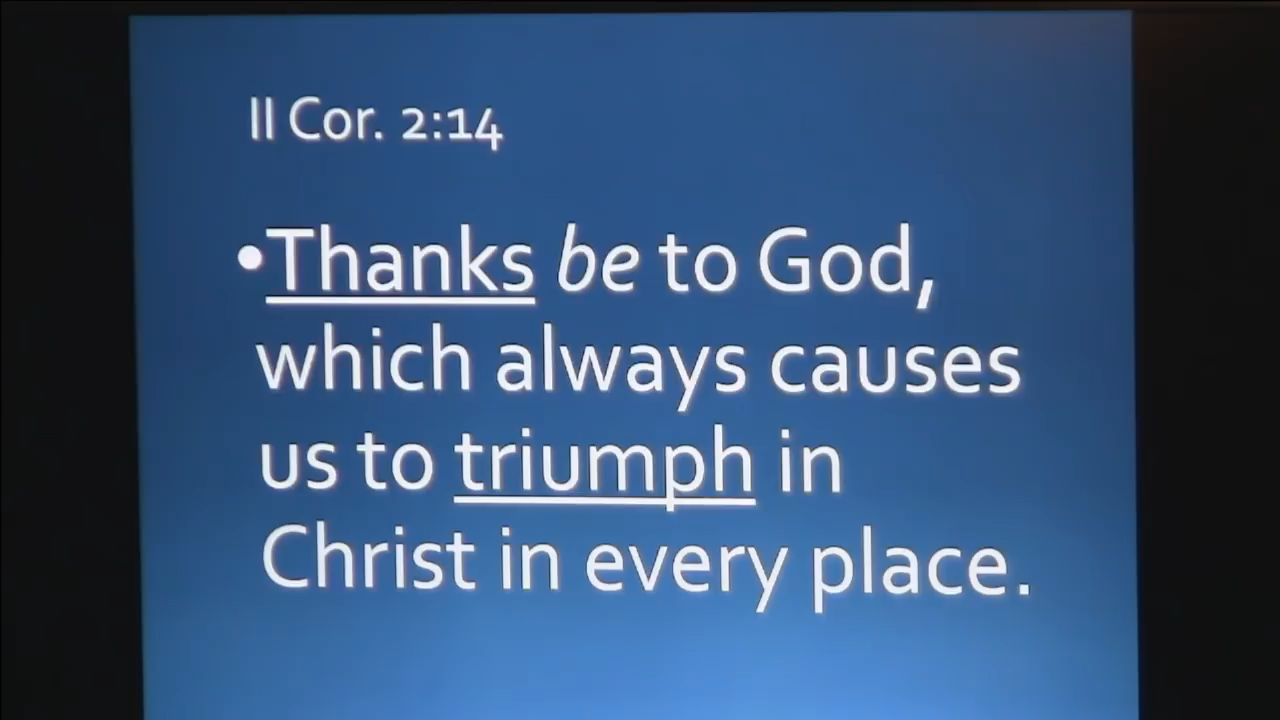 II Cor. 2:14
•Thanks be to God,
which always causes
us to triumph in
Christ in every place.